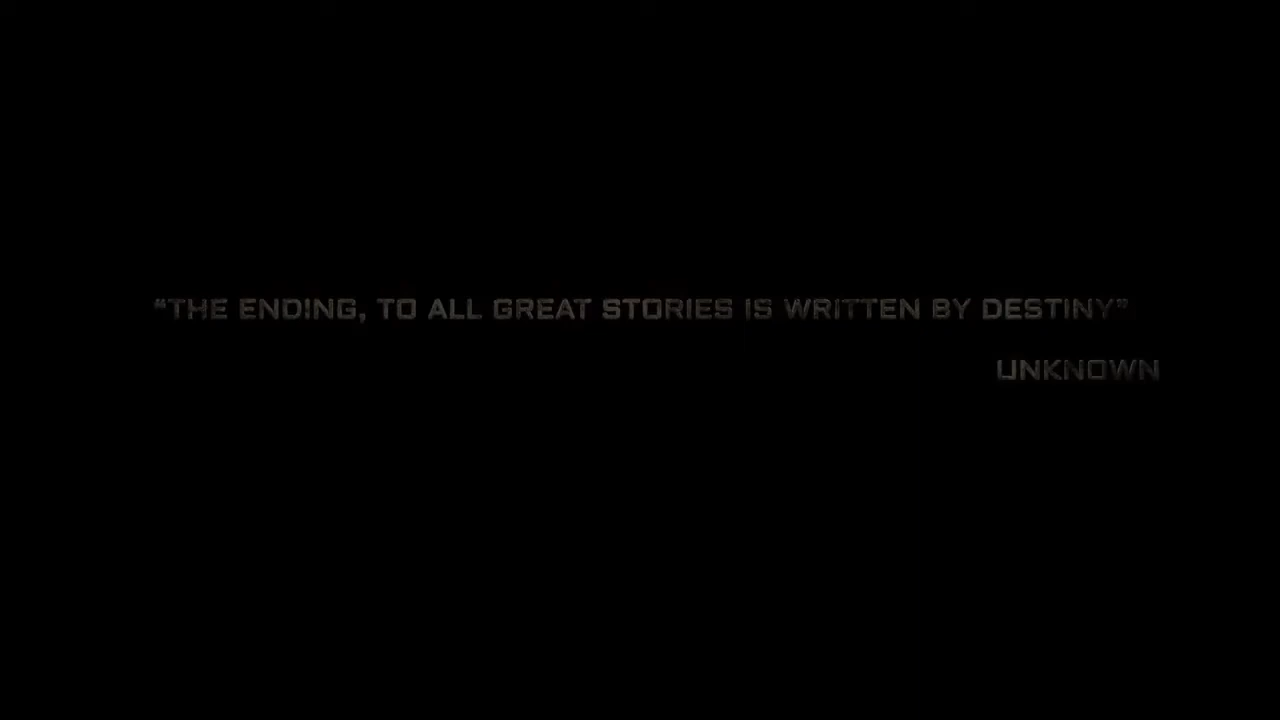 “THE ENDING, TO ALL GREAT STORIES IS WRITTEN BY DESTINY”
UNKNOWN